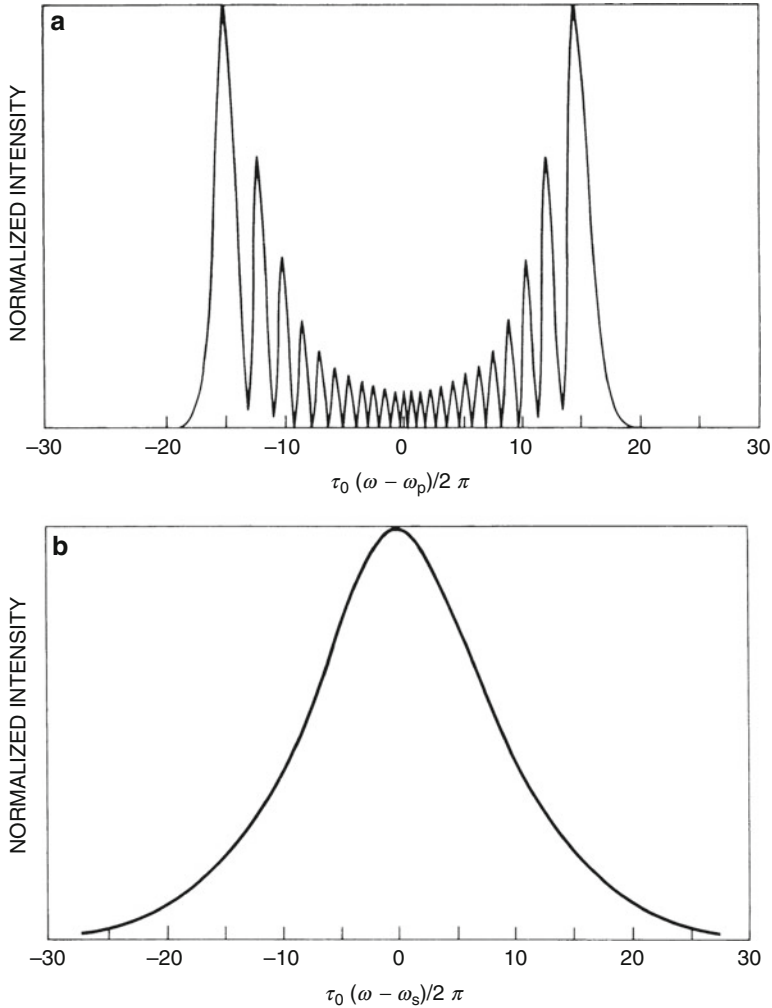 a
NORMALIZED INTENSITY
−30 −20 −10 0 10 20 30
τ₀ (ω − ωₚ)/2 π
b
NORMALIZED INTENSITY
−30 −20 −10 0 10 20 30
τ₀ (ω − ωₛ)/2 π